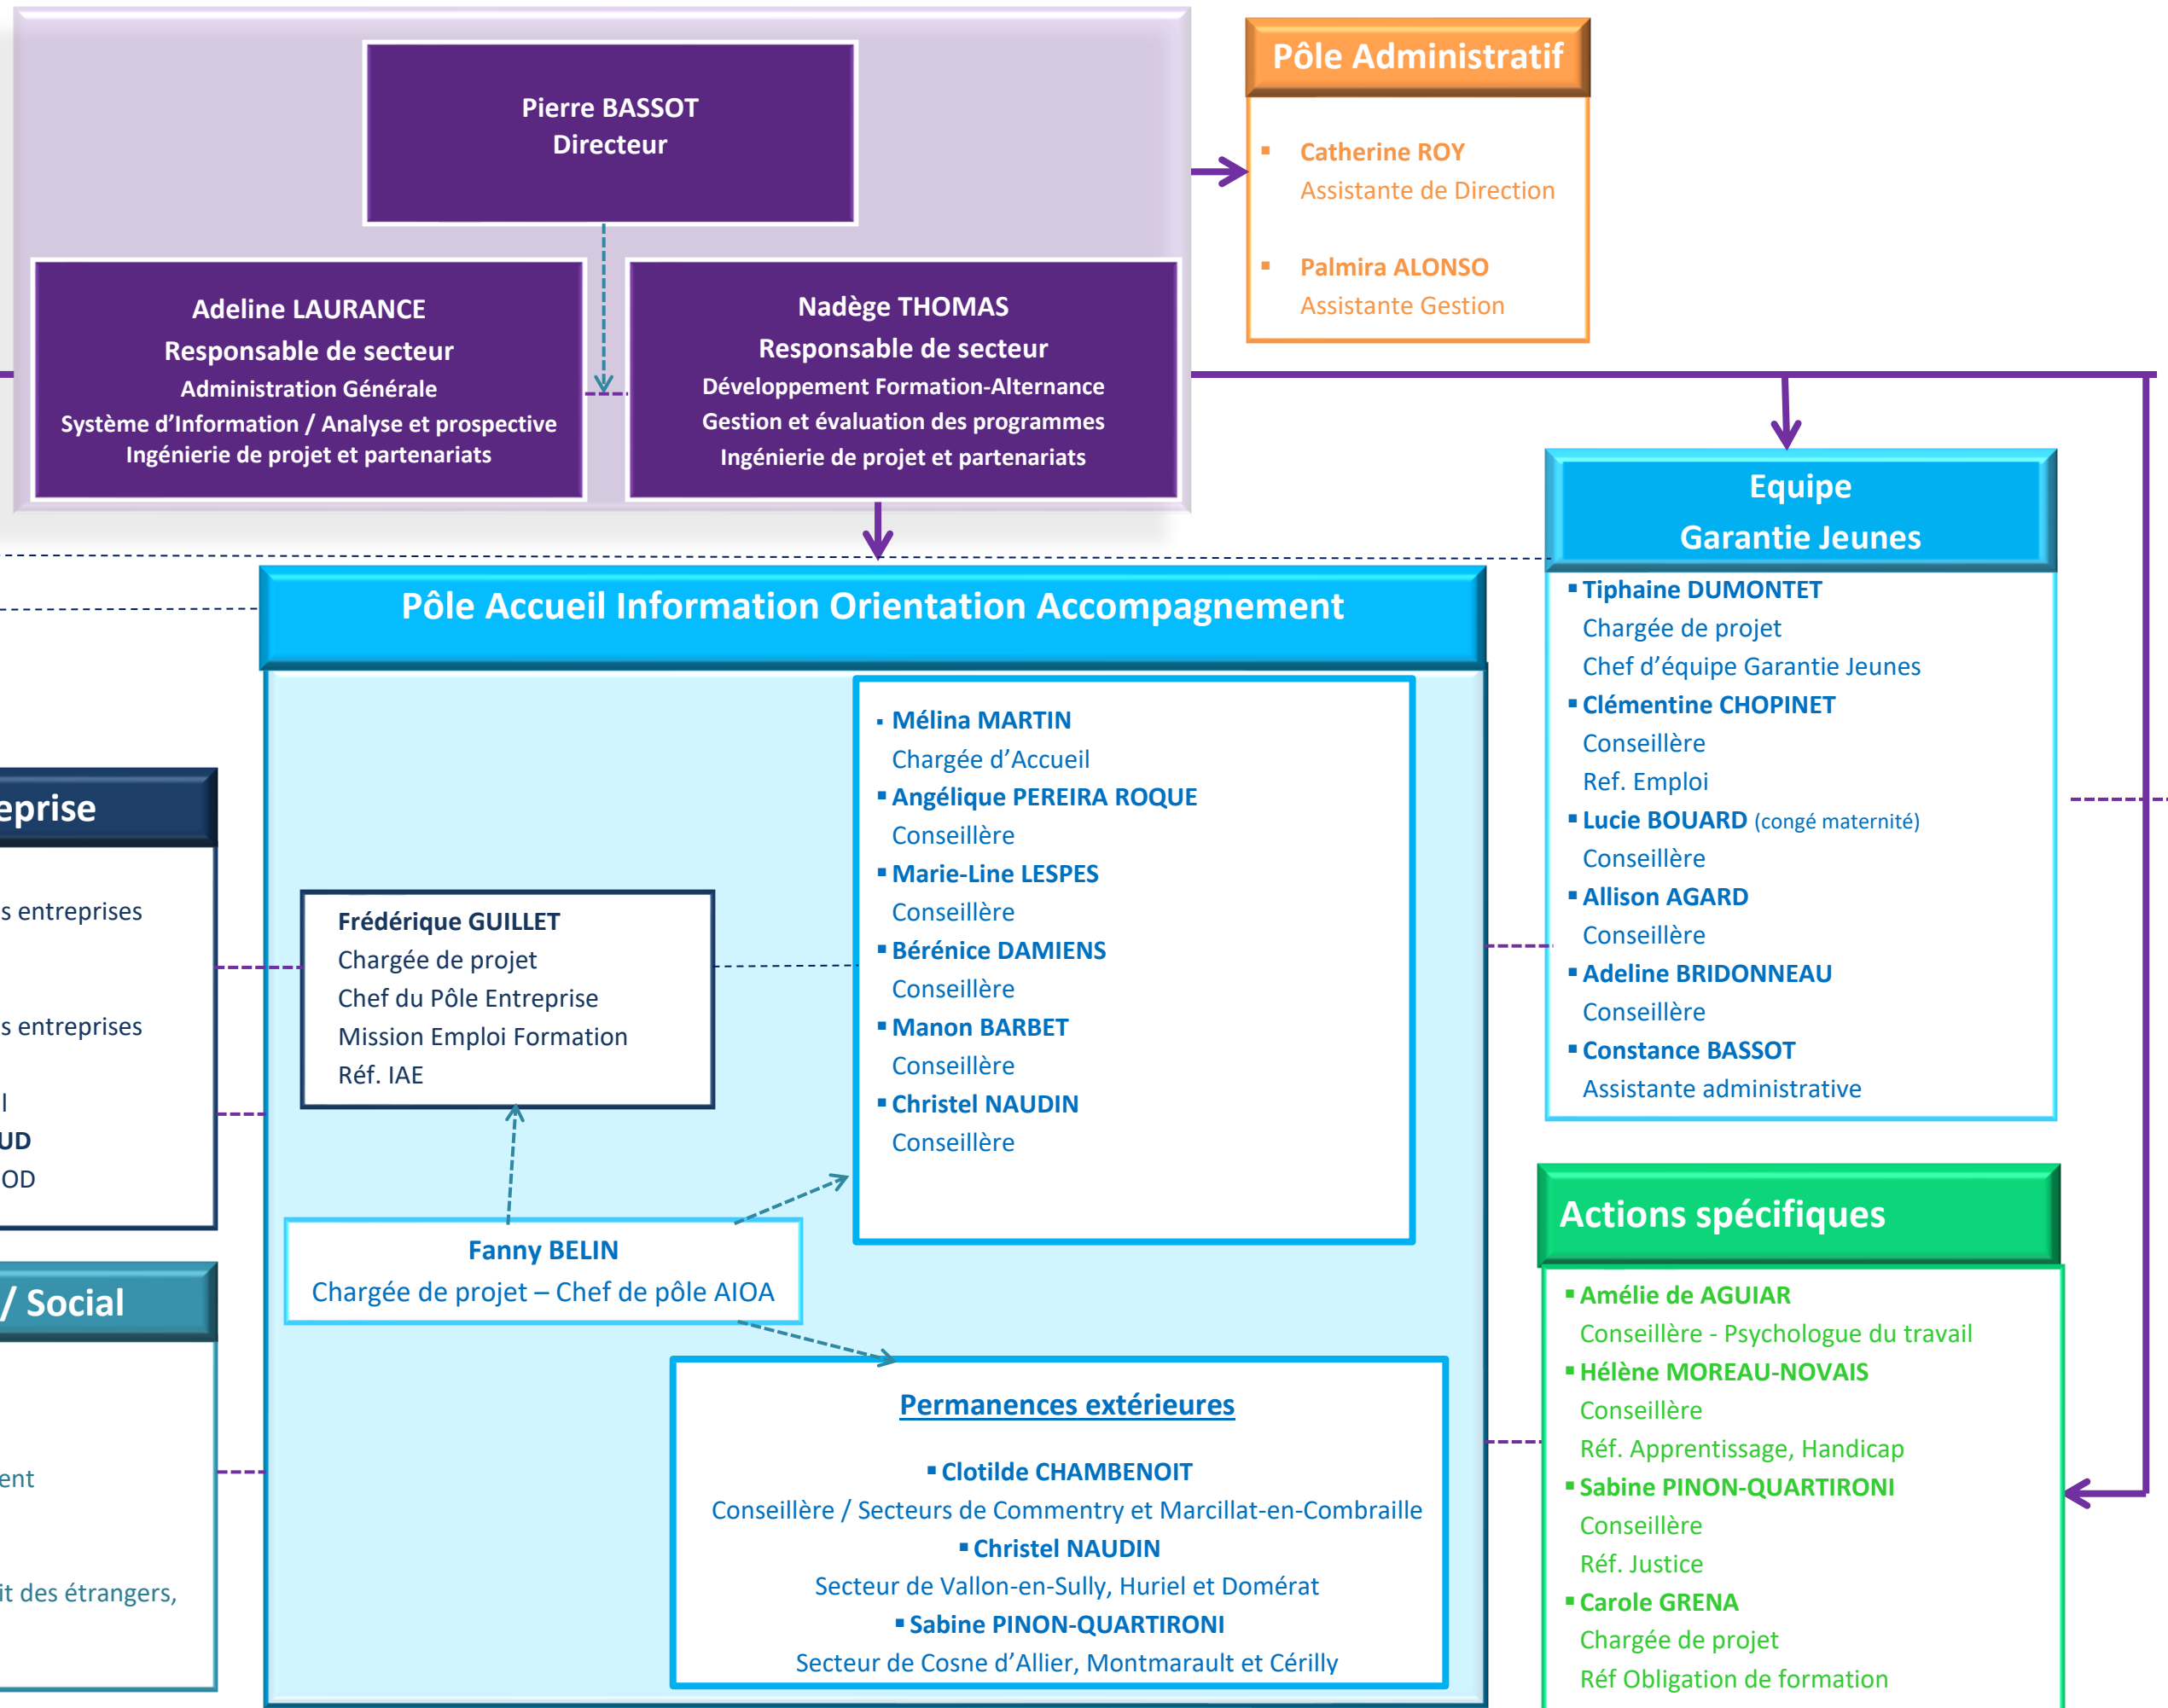 Pierre BASSOT
Directeur
Adeline LAURANCE
Responsable de secteur
Administration Générale
Système d’Information / Analyse et prospective
Ingénierie de projet et partenariats
Nadège THOMAS
Responsable de secteur
Développement Formation-Alternance
Gestion et évaluation des programmes
Ingénierie de projet et partenariats
Pôle Administratif
▪ Catherine ROY
Assistante de Direction
▪ Palmira ALONSO
Assistante Gestion
Equipe
Garantie Jeunes
▪ Tiphaine DUMONTET
Chargée de projet
Chef d’équipe Garantie Jeunes
▪ Clémentine CHOPINET
Conseillère
Ref. Emploi
▪ Lucie BOUARD (congé maternité)
Conseillère
▪ Allison AGARD
Conseillère
▪ Adeline BRIDONNEAU
Conseillère
▪ Constance BASSOT
Assistante administrative
Pôle Accueil Information Orientation Accompagnement
▪ Mélina MARTIN
Chargée d’Accueil
▪ Angélique PEREIRA ROQUE
Conseillère
▪ Marie-Line LESPES
Conseillère
▪ Bérénice DAMIENS
Conseillère
▪ Manon BARBET
Conseillère
▪ Christel NAUDIN
Conseillère
Frédérique GUILLET
Chargée de projet
Chef du Pôle Entreprise
Mission Emploi Formation
Réf. IAE
Fanny BELIN
Chargée de projet – Chef de pôle AIOA
Permanences extérieures
▪ Clotilde CHAMBENOIT
Conseillère / Secteurs de Commentry et Marcillat-en-Combraille
▪ Christel NAUDIN
Secteur de Vallon-en-Sully, Huriel et Domérat
▪ Sabine PINON-QUARTIRONI
Secteur de Cosne d’Allier, Montmarault et Cérilly
eprise
s entreprises
s entreprises
l
UD
OD
/ Social
ent
it des étrangers,
Actions spécifiques
▪ Amélie de AGUIAR
Conseillère - Psychologue du travail
▪ Hélène MOREAU-NOVAIS
Conseillère
Réf. Apprentissage, Handicap
▪ Sabine PINON-QUARTIRONI
Conseillère
Réf. Justice
▪ Carole GRENA
Chargée de projet
Réf Obligation de formation